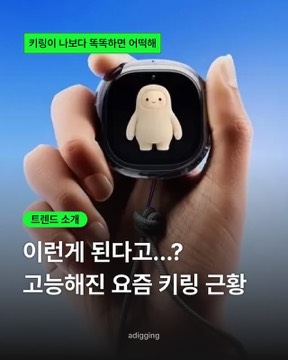 키링이 나보다 똑똑하면 어떡해
트렌드 소개
이런게 된다고...?
고능해진 요즘 키링 근황
adigging